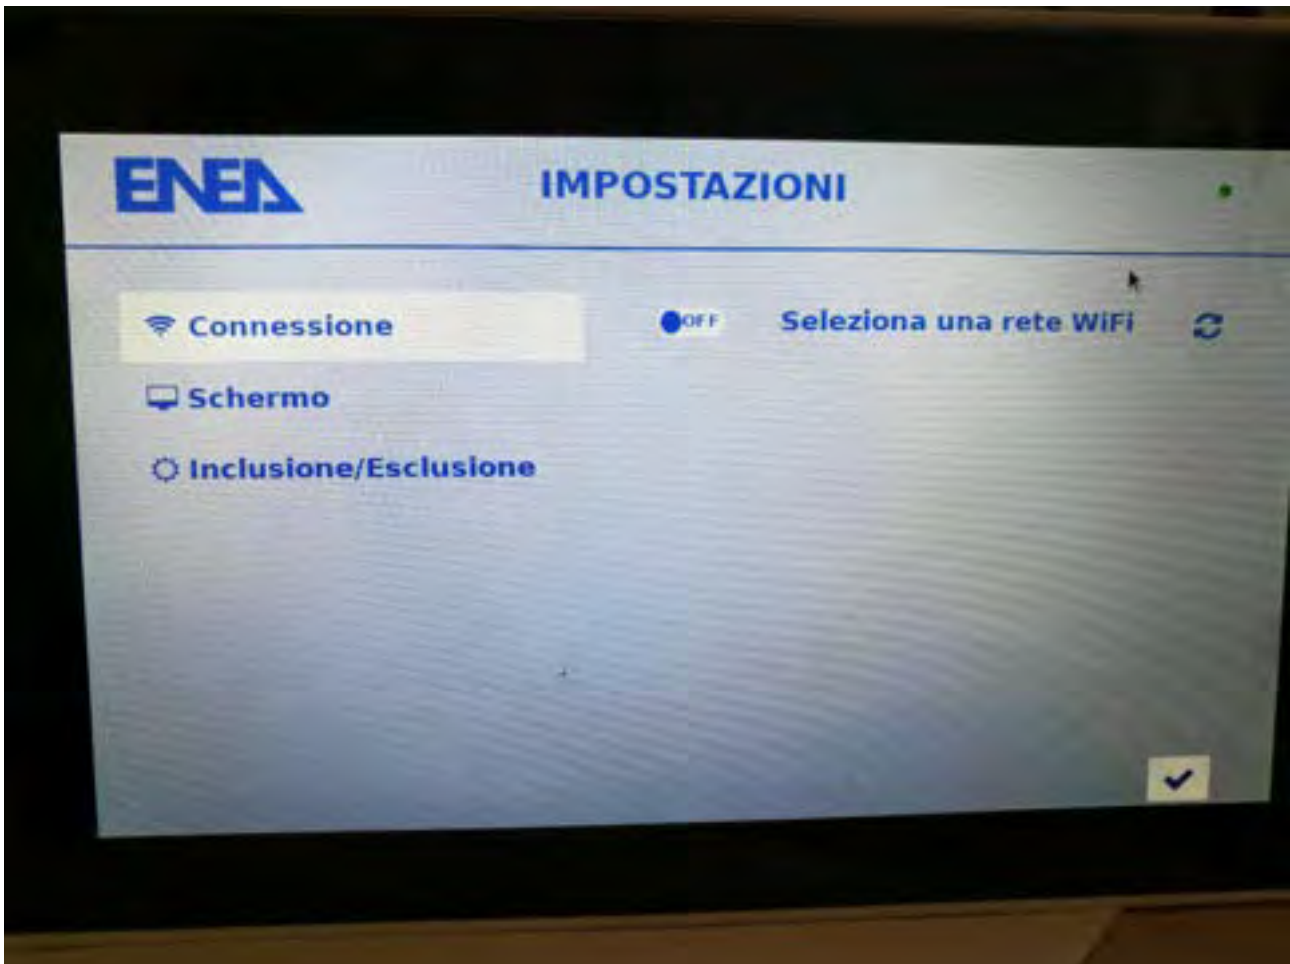 ENEA
IMPOSTAZIONI
Connessione
OFF
Seleziona una rete WiFi
Schermo
Inclusione/Esclusione